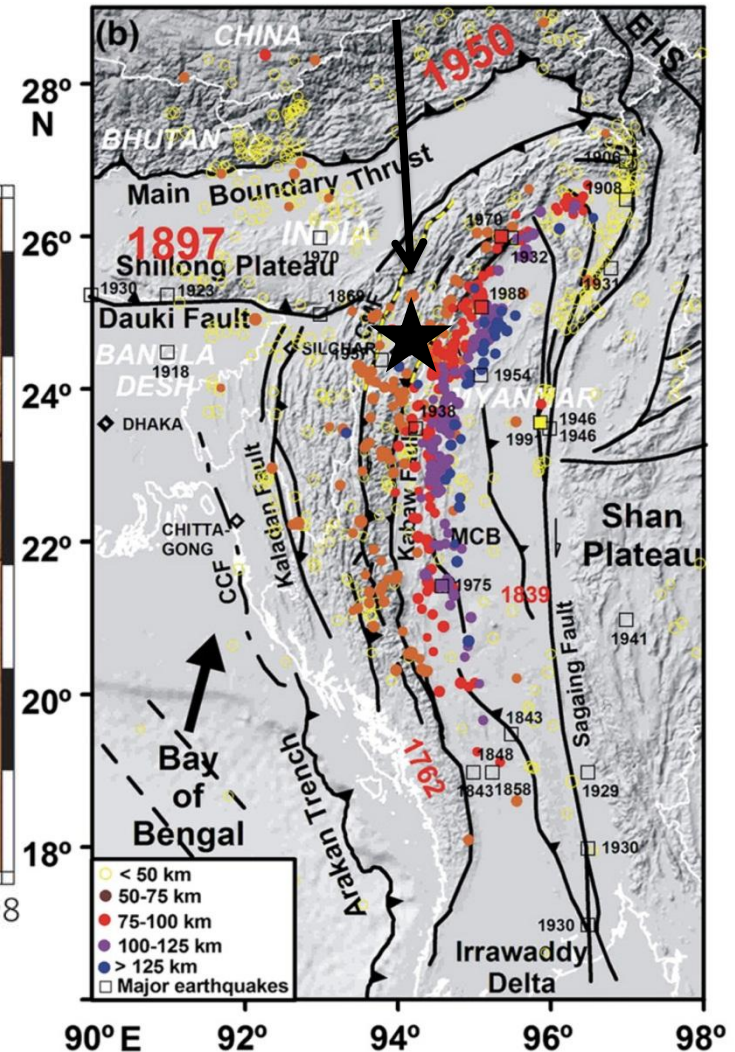 (b)
CHINA
1950
EHS
28º
N
BHUTAN
1906
Main Boundary Thrust
1908
26º
1897
INDIA
1970
1970
1932
Shillong Plateau
1931
1930
1923
1869
1988
Dauki Fault
CMF
SILCHAR
1957
BANGLA
DESH
1918
1954
MYANMAR
24º
DHAKA
1938
1946
199
1946
Kaladan Fault
Kabaw Fault
22º
CHITTA-
GONG
MCB
Shan
Plateau
CCF
1975
1839
1941
Sagaing Fault
20º
1843
Bay
of
Bengal
1762
1848
1843
1858
1929
Arakan Trench
18º
1930
< 50 km
50-75 km
75-100 km
100-125 km
> 125 km
Major earthquakes
1930
Irrawaddy
Delta
8
90º E
92º
94º
96º
98º